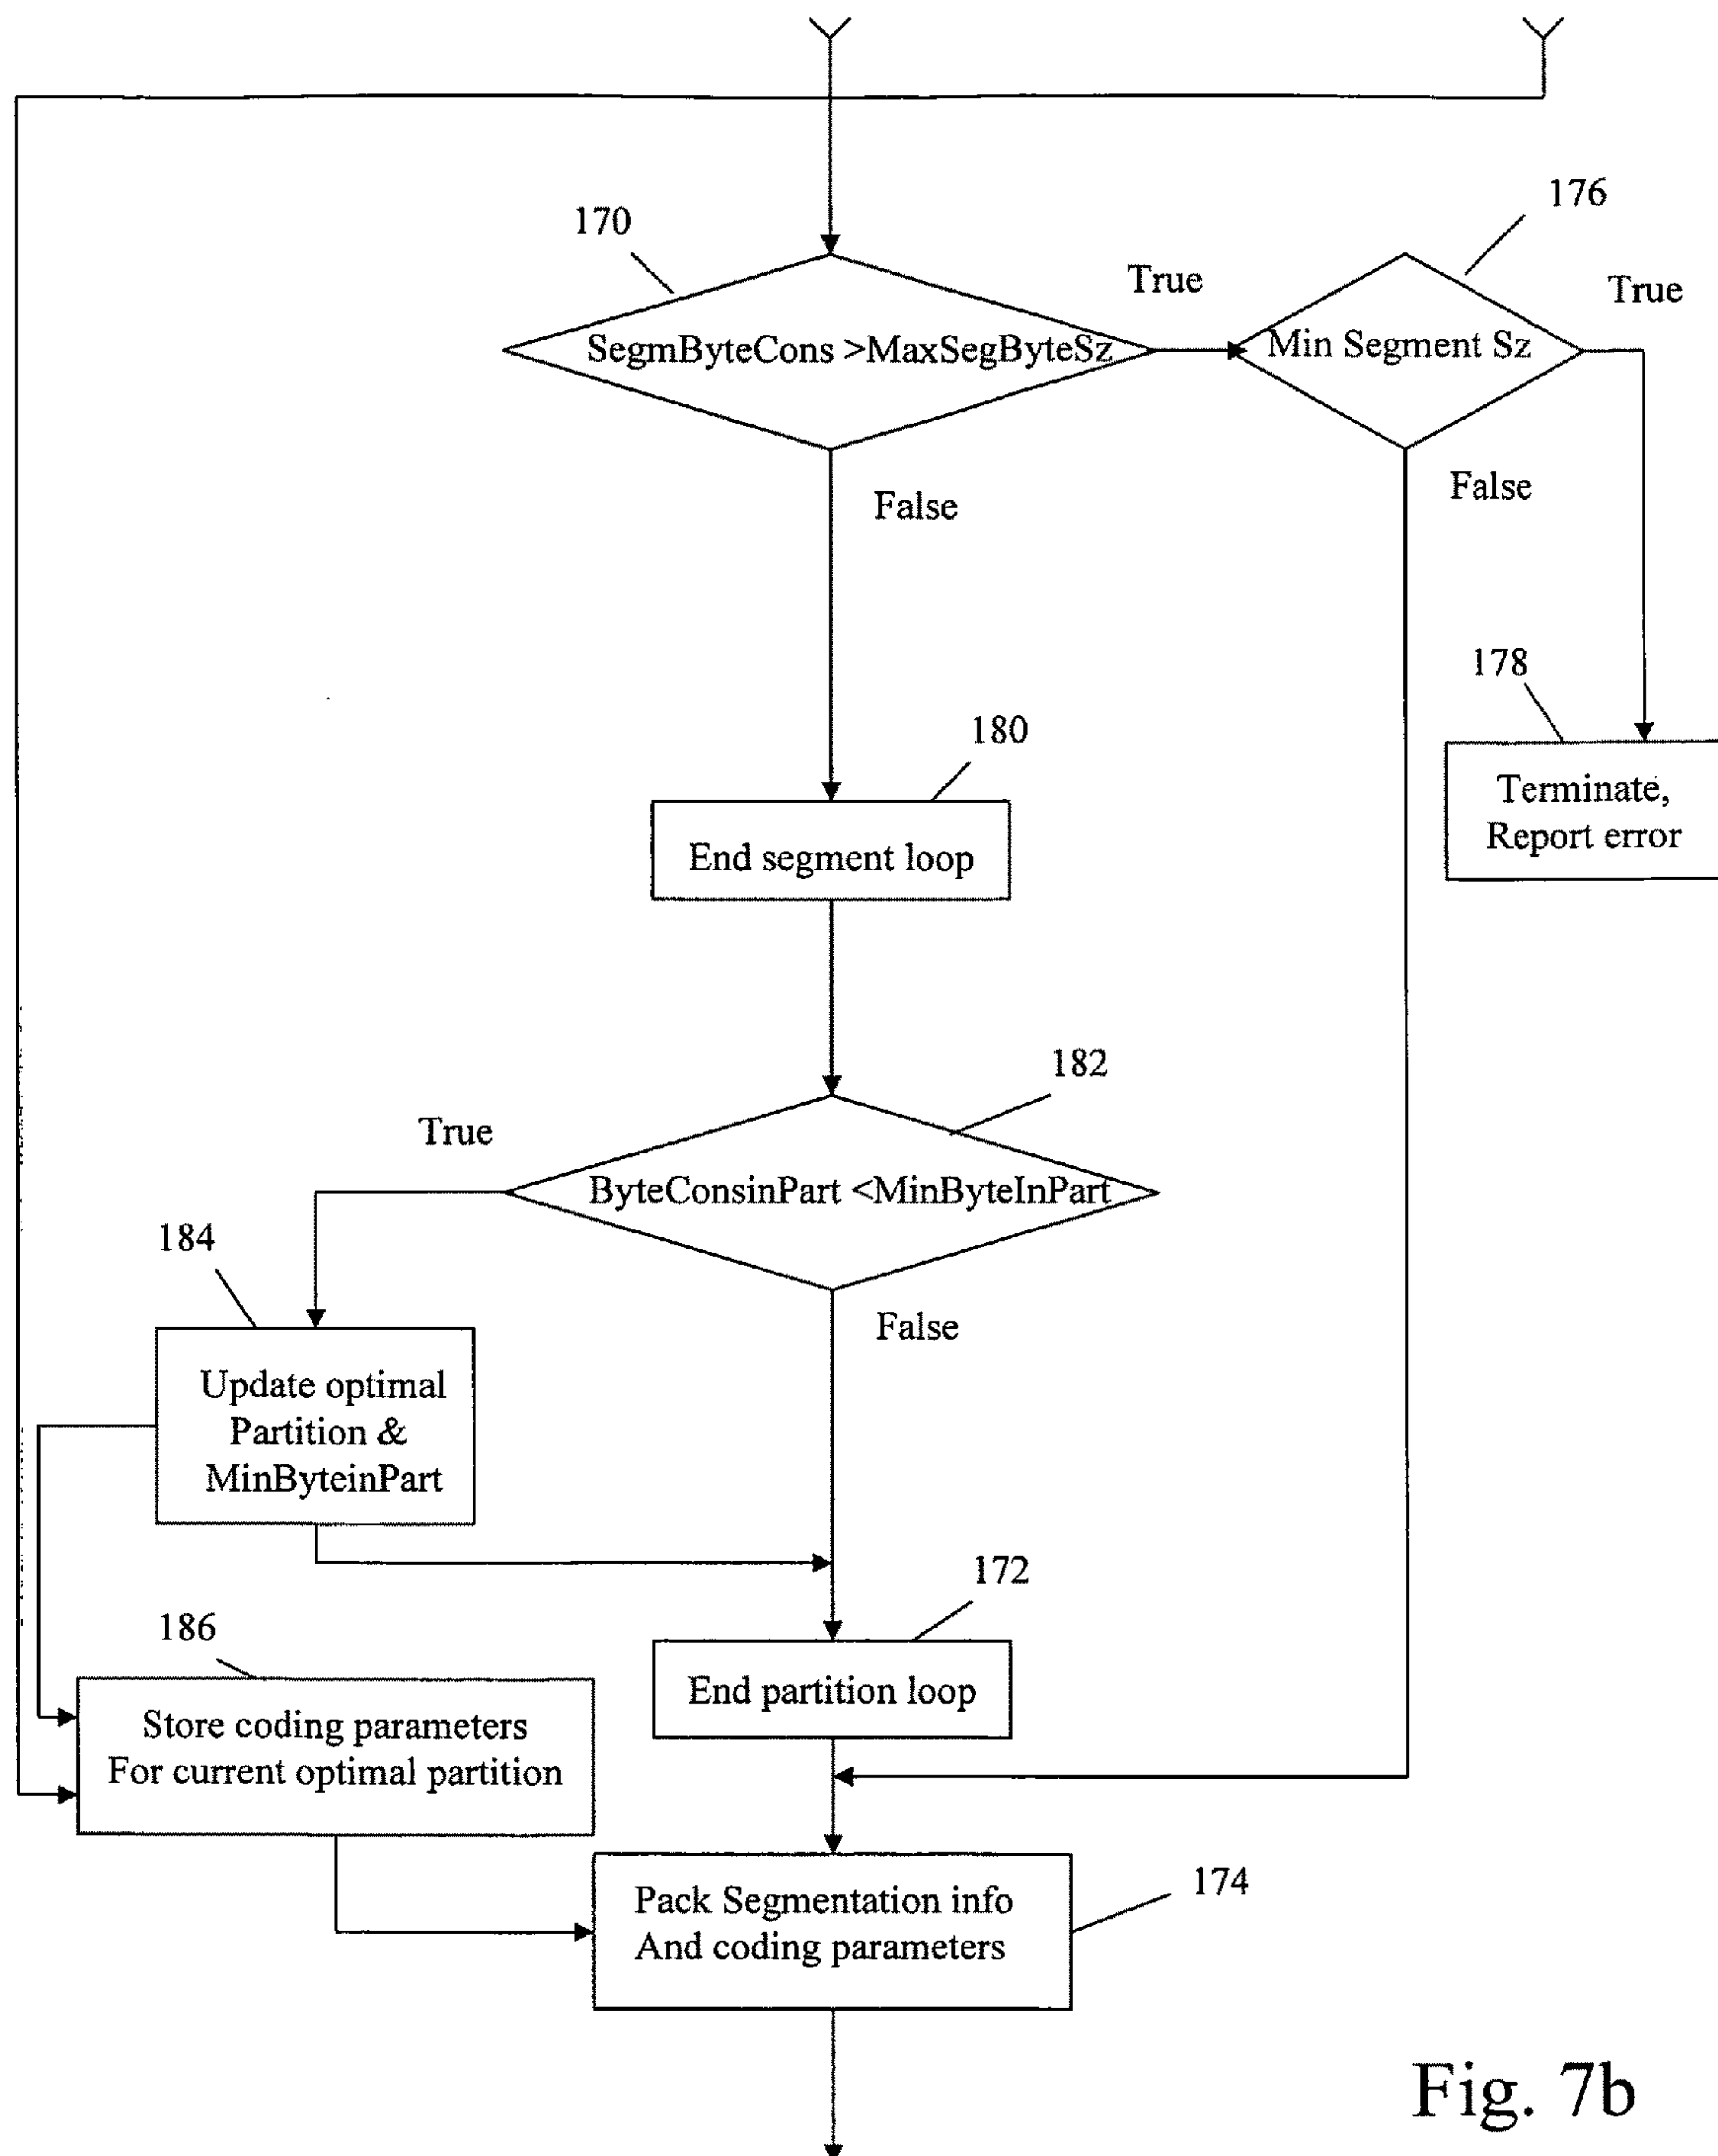 176
170
True
True
SegmByteCons >MaxSegByteSz
Min Segment Sz
False
False
178
180
Terminate,
Report error
End segment loop
182
True
ByteConsinPart <MinByteInPart
184
False
Update optimal
Partition &
MinByteinPart
172
186
End partition loop
Store coding parameters
For current optimal partition
174
Pack Segmentation info
And coding parameters
Fig. 7b